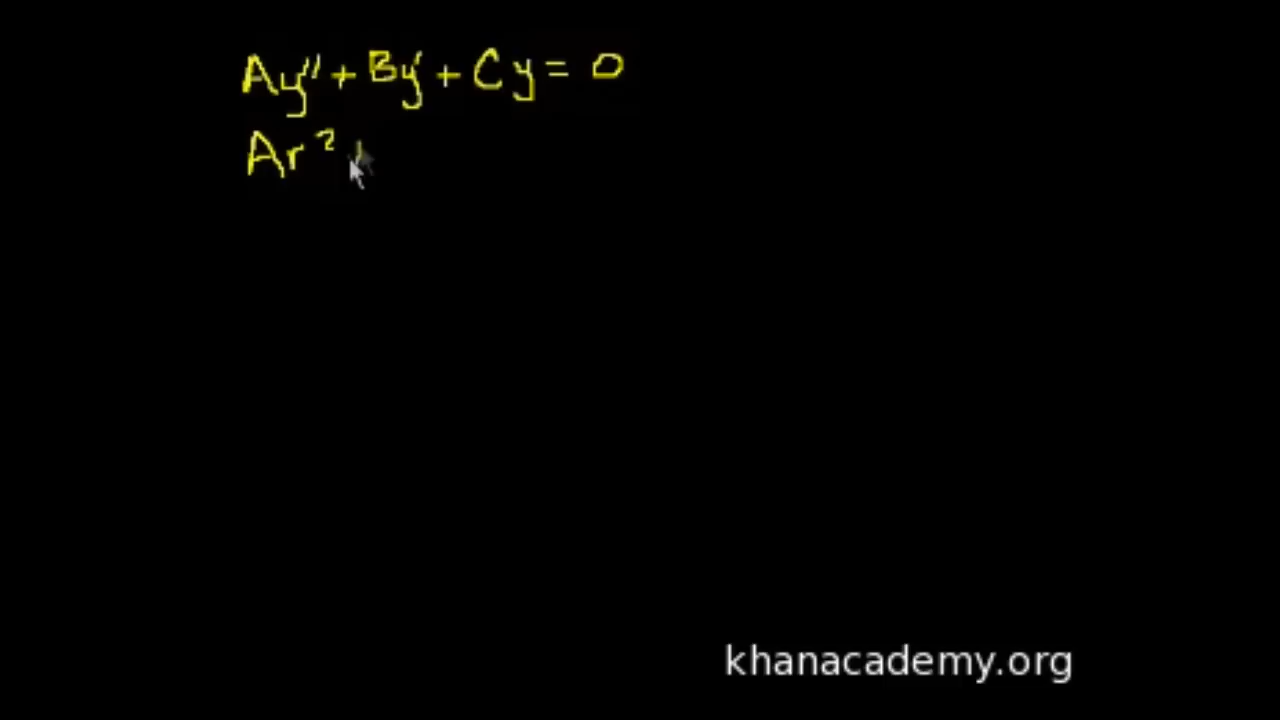 Ay'' + By' + Cy = 0
Ar² +
khanacademy.org